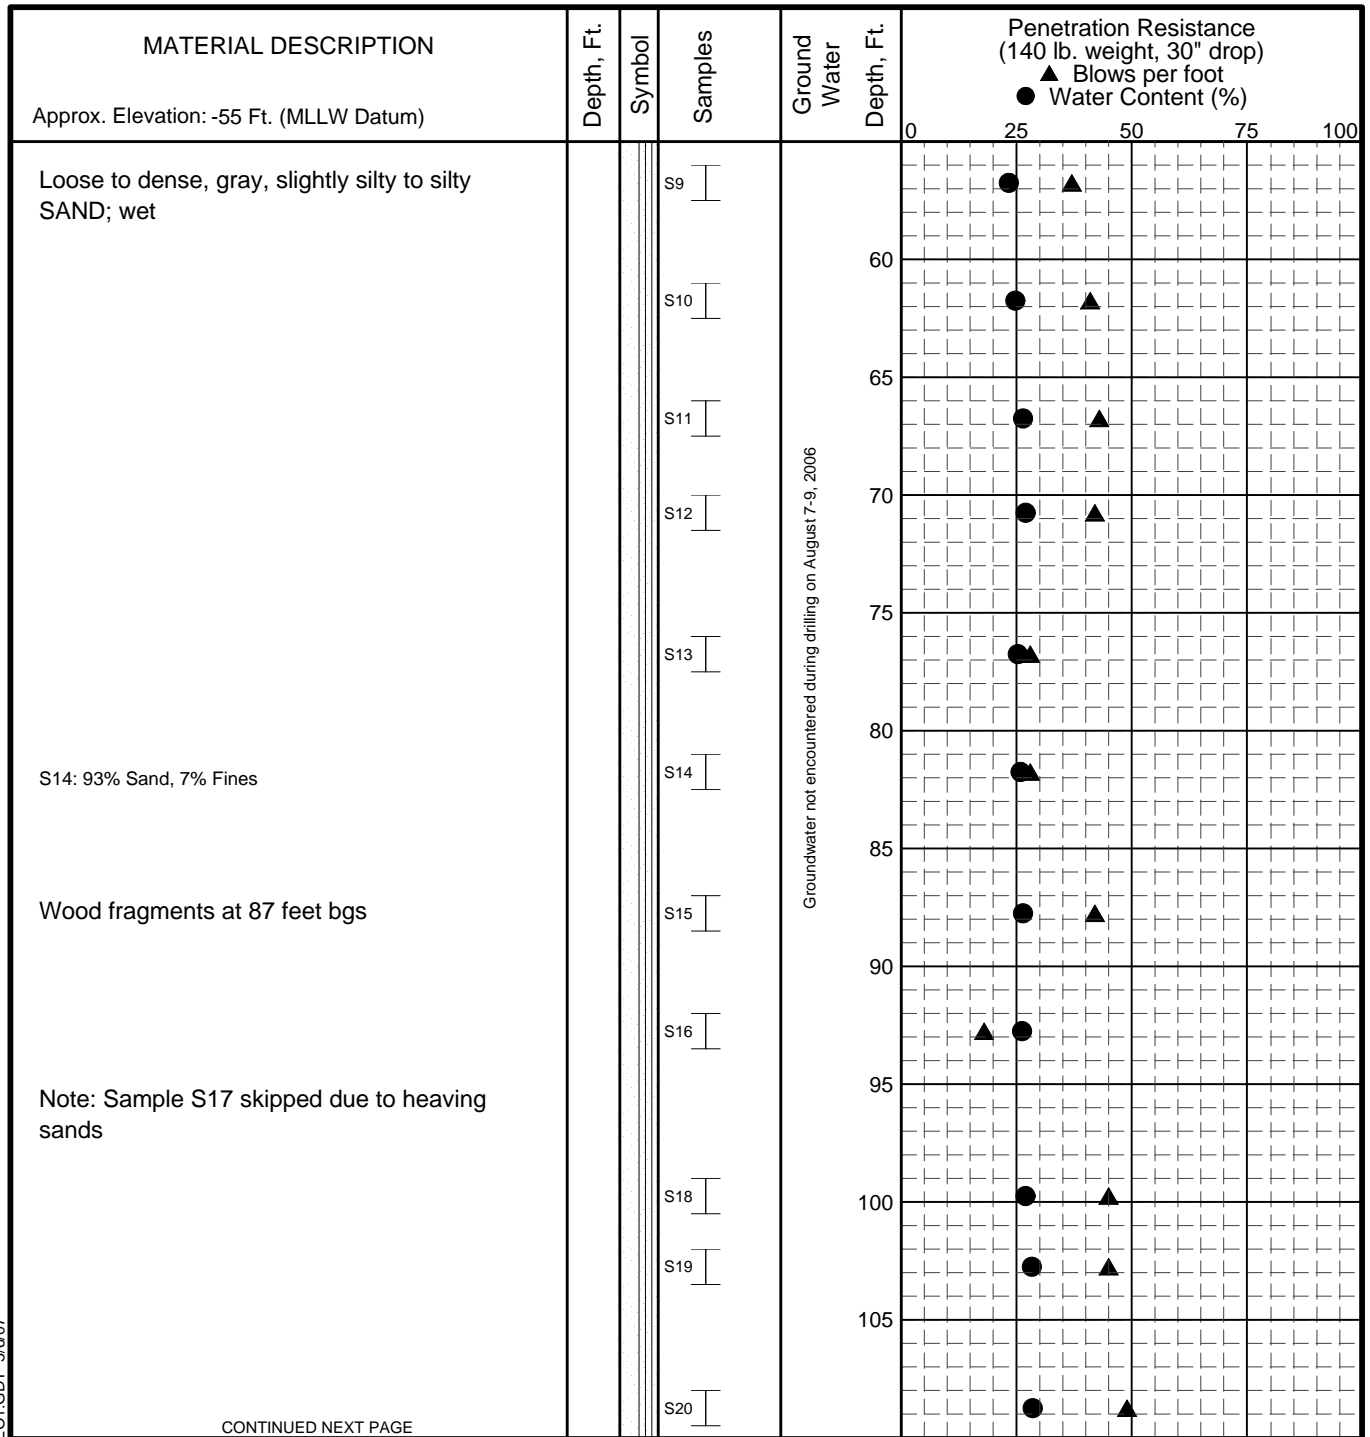 MATERIAL DESCRIPTION
Approx. Elevation: -55 Ft. (MLLW Datum)
Depth, Ft.
Symbol
Samples
Ground
Water
Depth, Ft.
Penetration Resistance
(140 lb. weight, 30" drop)
▲ Blows per foot
● Water Content (%)
0 25 50 75 100
Loose to dense, gray, slightly silty to silty
SAND; wet
S9
60
S10
65
S11
70
S12
Groundwater not encountered during drilling on August 7-9, 2006
75
S13
80
S14: 93% Sand, 7% Fines
S14
85
Wood fragments at 87 feet bgs
S15
90
S16
95
Note: Sample S17 skipped due to heaving
sands
S18
100
S19
105
S20
CONTINUED NEXT PAGE